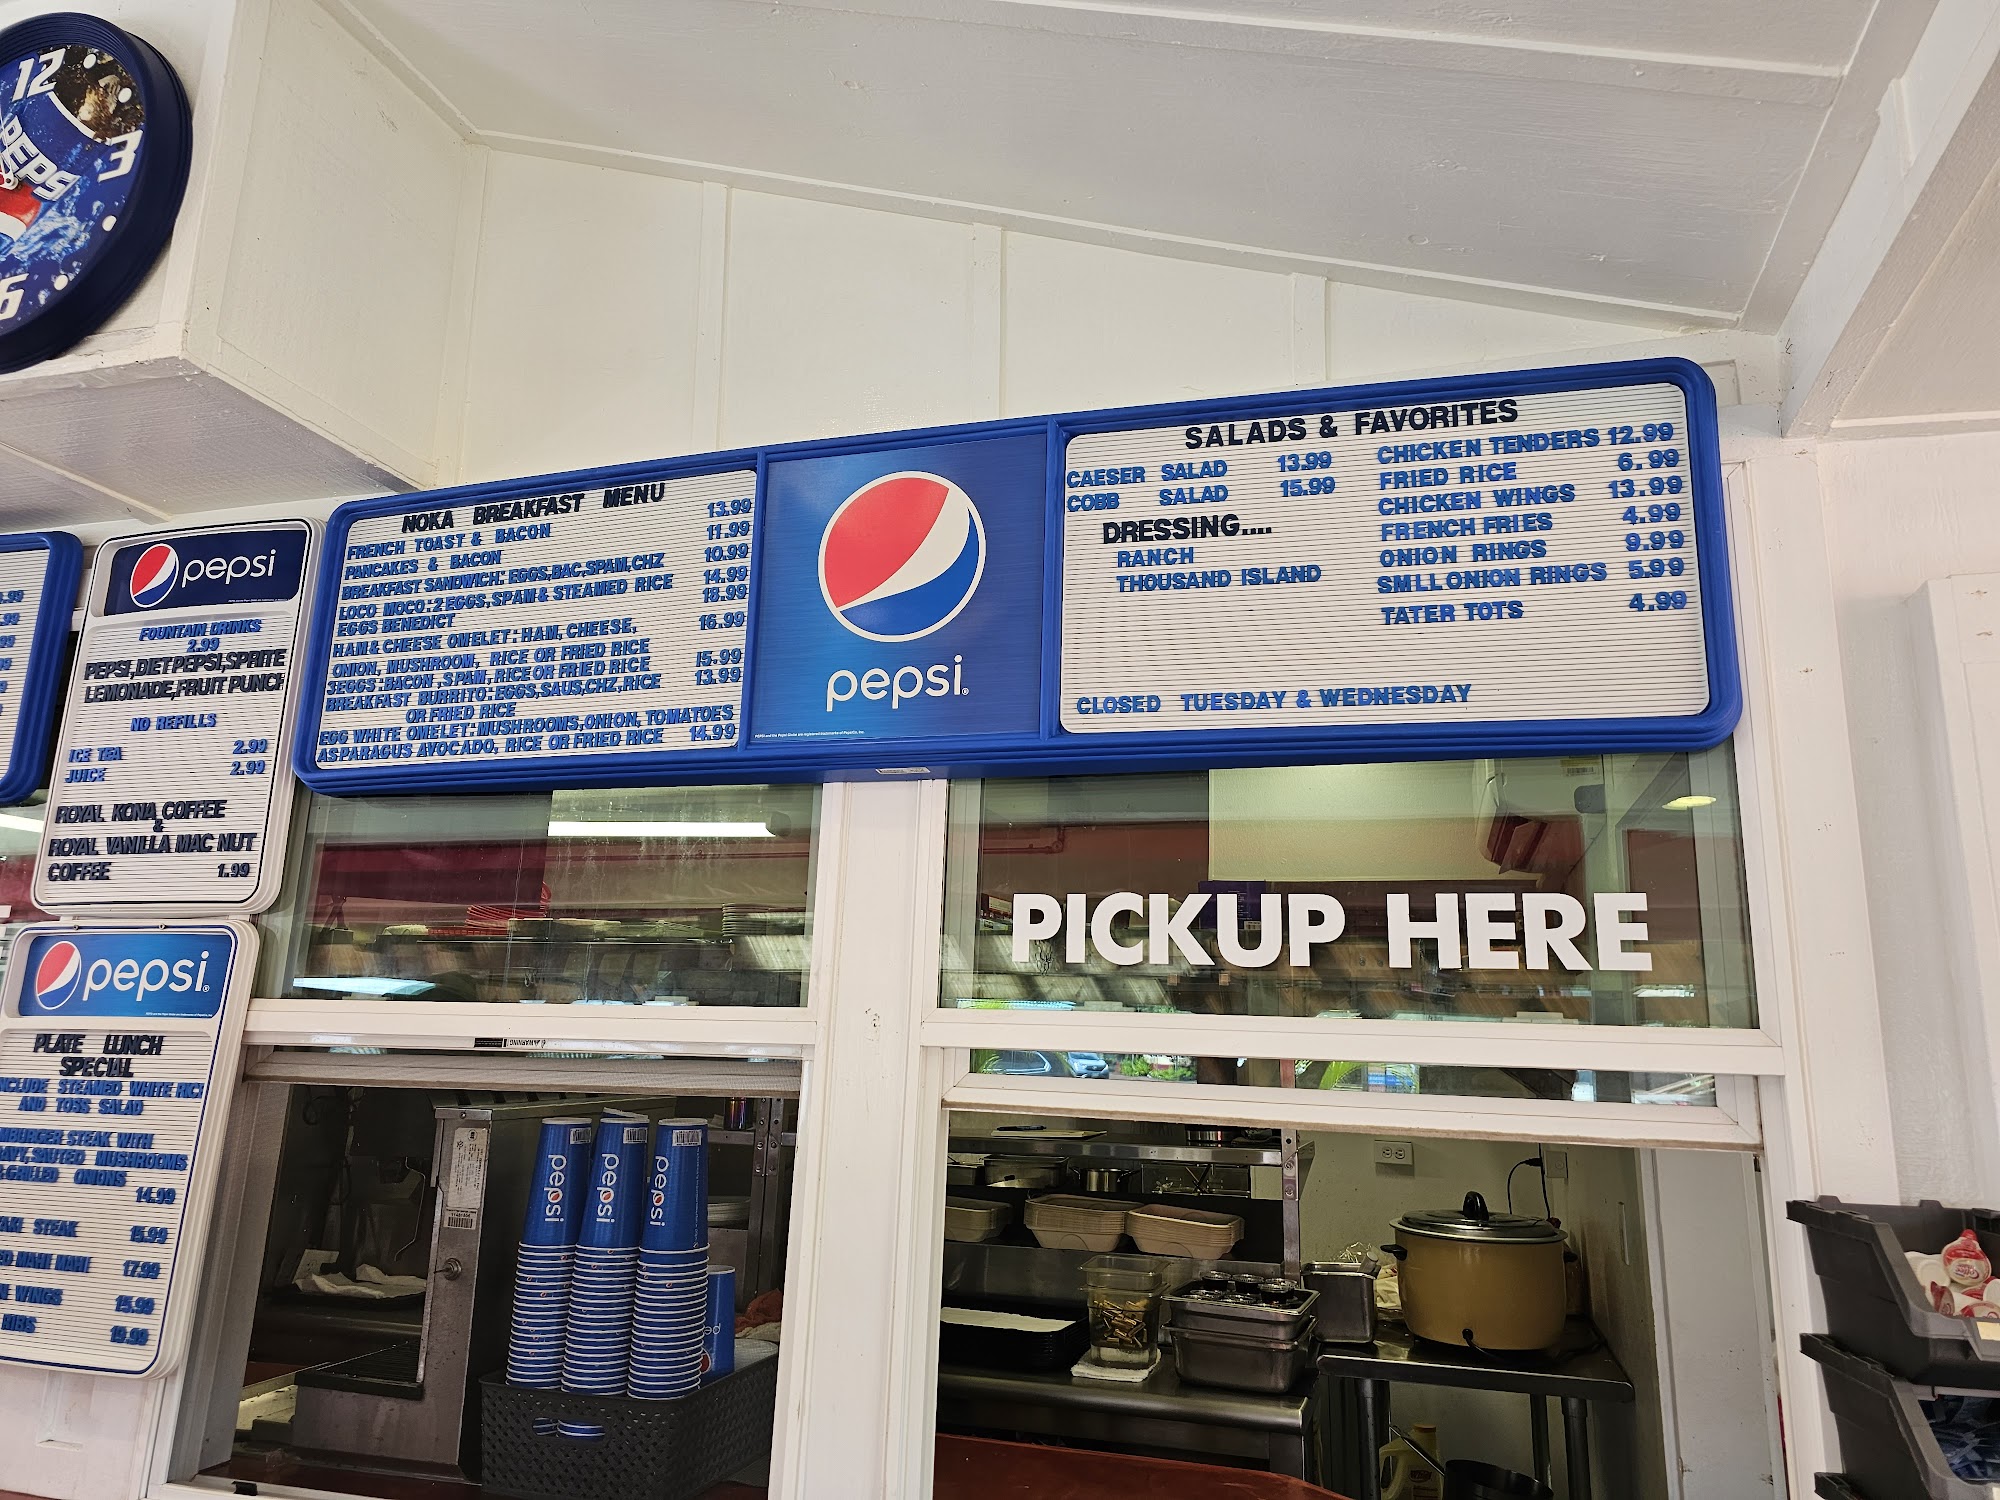 12
3
6
PEPS
pepsi
FOUNTAIN DRINKS
2.99
PEPSI,DIET PEPSI,SPRITE
LEMONADE,FRUIT PUNCH
NO REFILLS
ICE TEA 2.99
JUICE 2.99
ROYAL KONA COFFEE
&
ROYAL VANILLA MAC NUT
COFFEE 1.99
pepsi
PLATE LUNCH
SPECIAL
NCLUDE STEAMED WHITE RIC
AND TOSS SALAD
MBURGER STEAK WITH
AVY,SAUTED MUSHROOMS
GRILLED ONIONS
14.99
AKI STEAK 15.99
ED MAHI MAHI 17.99
WINGS 15.99
RIBS 19.99
NOKA BREAKFAST MENU
FRENCH TOAST & BACON 13.99
PANCAKES & BACON 11.99
BREAKFAST SANDWICH: EGGS,BAC,SPAM,CHZ 10.99
LOCO MOCO: 2 EGGS,SPAM & STEAMED RICE 14.99
EGGS BENEDICT 18.99
HAM & CHEESE OMELET: HAM, CHEESE, 16.99
ONION, MUSHROOM, RICE OR FRIED RICE
3EGGS:BACON ,SPAM, RICE OR FRIED RICE 15.99
BREAKFAST BURRITO: EGGS,SAUS,CHZ,RICE 13.99
OR FRIED RICE
EGG WHITE OMELET: MUSHROOMS,ONION, TOMATOES
ASPARAGUS AVOCADO, RICE OR FRIED RICE 14.99
pepsi
SALADS & FAVORITES
CAESER SALAD 13.99
COBB SALAD 15.99
DRESSING....
RANCH
THOUSAND ISLAND
CHICKEN TENDERS 12.99
FRIED RICE 6.99
CHICKEN WINGS 13.99
FRENCH FRIES 4.99
ONION RINGS 9.99
SMLL ONION RINGS 5.99
TATER TOTS 4.99
CLOSED TUESDAY & WEDNESDAY
PICKUP HERE
WARNING
pepsi
pepsi
pepsi